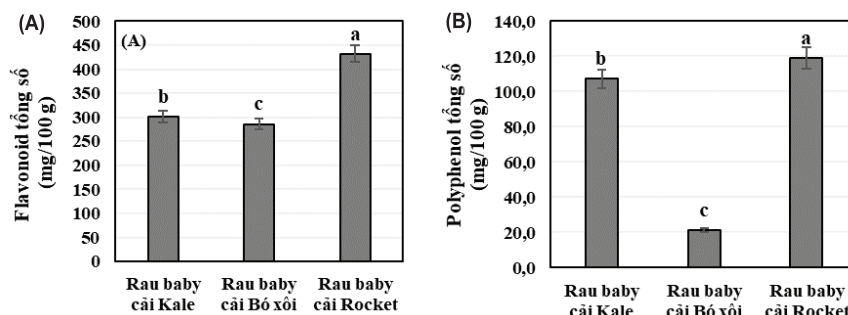 (A)
500
450
400
350
300
250
200
150
100
50
0
Flavonoid tổng số
(mg/100 g)
(A)
b
c
a
Rau baby
cải Kale
Rau baby
cải Bó xôi
Rau baby
cải Rocket
(B)
140,0
120,0
100,0
80,0
60,0
40,0
20,0
0,0
Polyphenol tổng số
(mg/100 g)
b
c
a
Rau baby
cải Kale
Rau baby
cải Bó xôi
Rau baby
cải Rocket